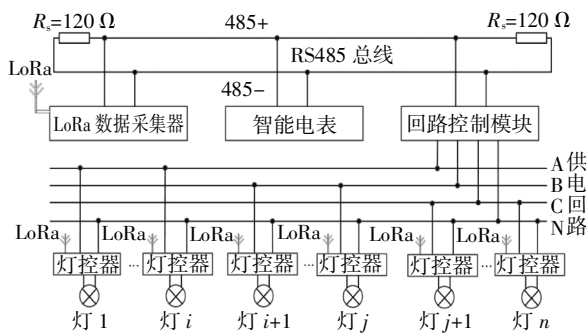 Rs=120 Ω 485+ Rs=120 Ω
RS485 总线
LoRa
485−
LoRa 数据采集器 智能电表 回路控制模块
A 供
B 电
C 回
N 路
LoRa LoRa LoRa LoRa LoRa LoRa
灯控器 … 灯控器 灯控器 … 灯控器 灯控器 … 灯控器
灯 1 灯 i 灯 i+1 灯 j 灯 j+1 灯 n